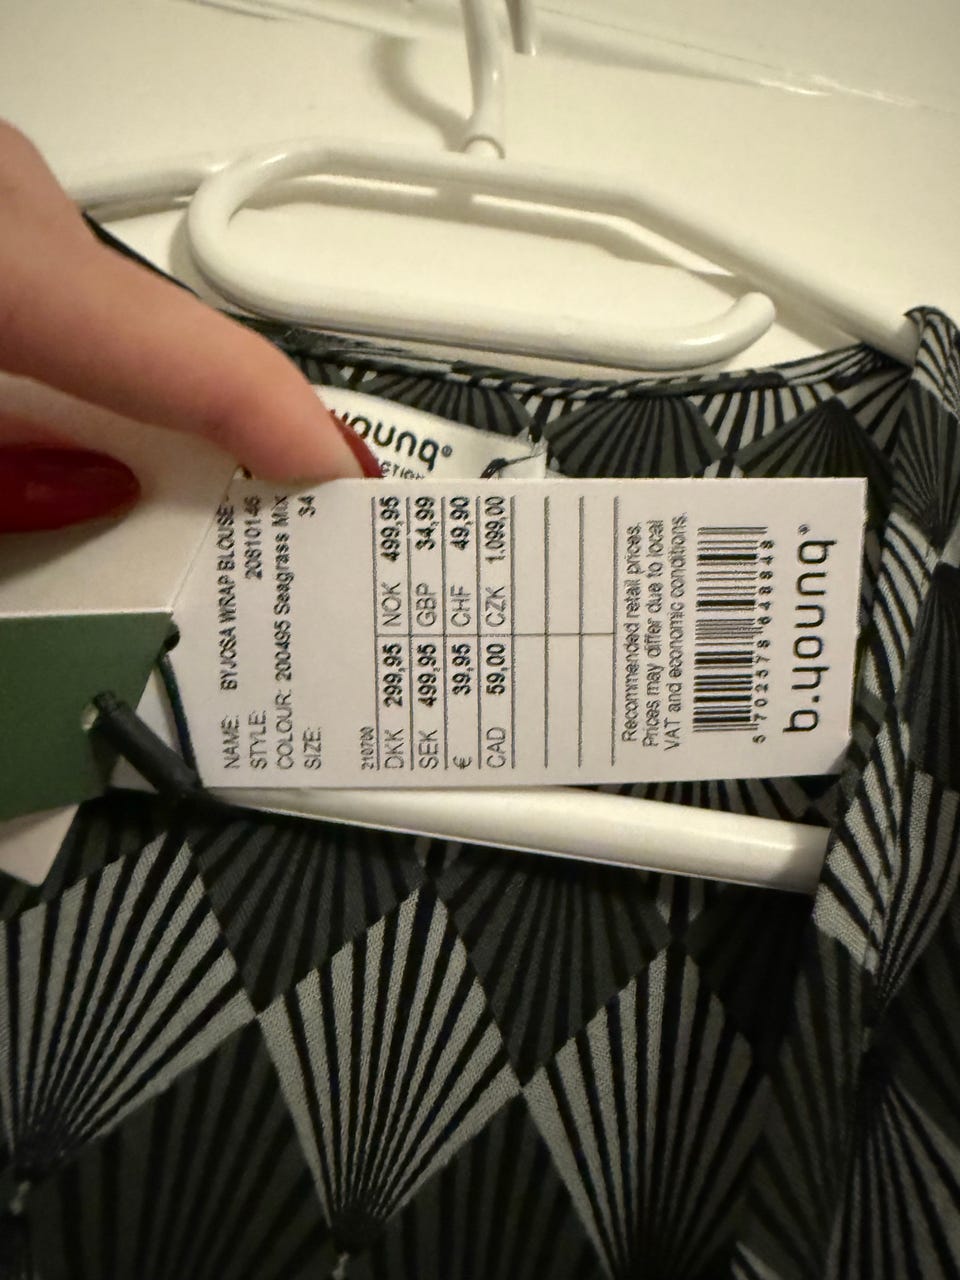 young®
NAME: BYJOSA WRAP BLOUSE -
STYLE: 20810146
COLOUR: 200495 Seagrass Mix
SIZE: 34
210700
DKK 299,95 NOK 499,95
SEK 499,95 GBP 34,99
€ 39,95 CHF 49,90
CAD 59,00 CZK 1.099,00
Recommended retail prices.
Prices may differ due to local
VAT and economic conditions.
5 702578 648848
b.young®